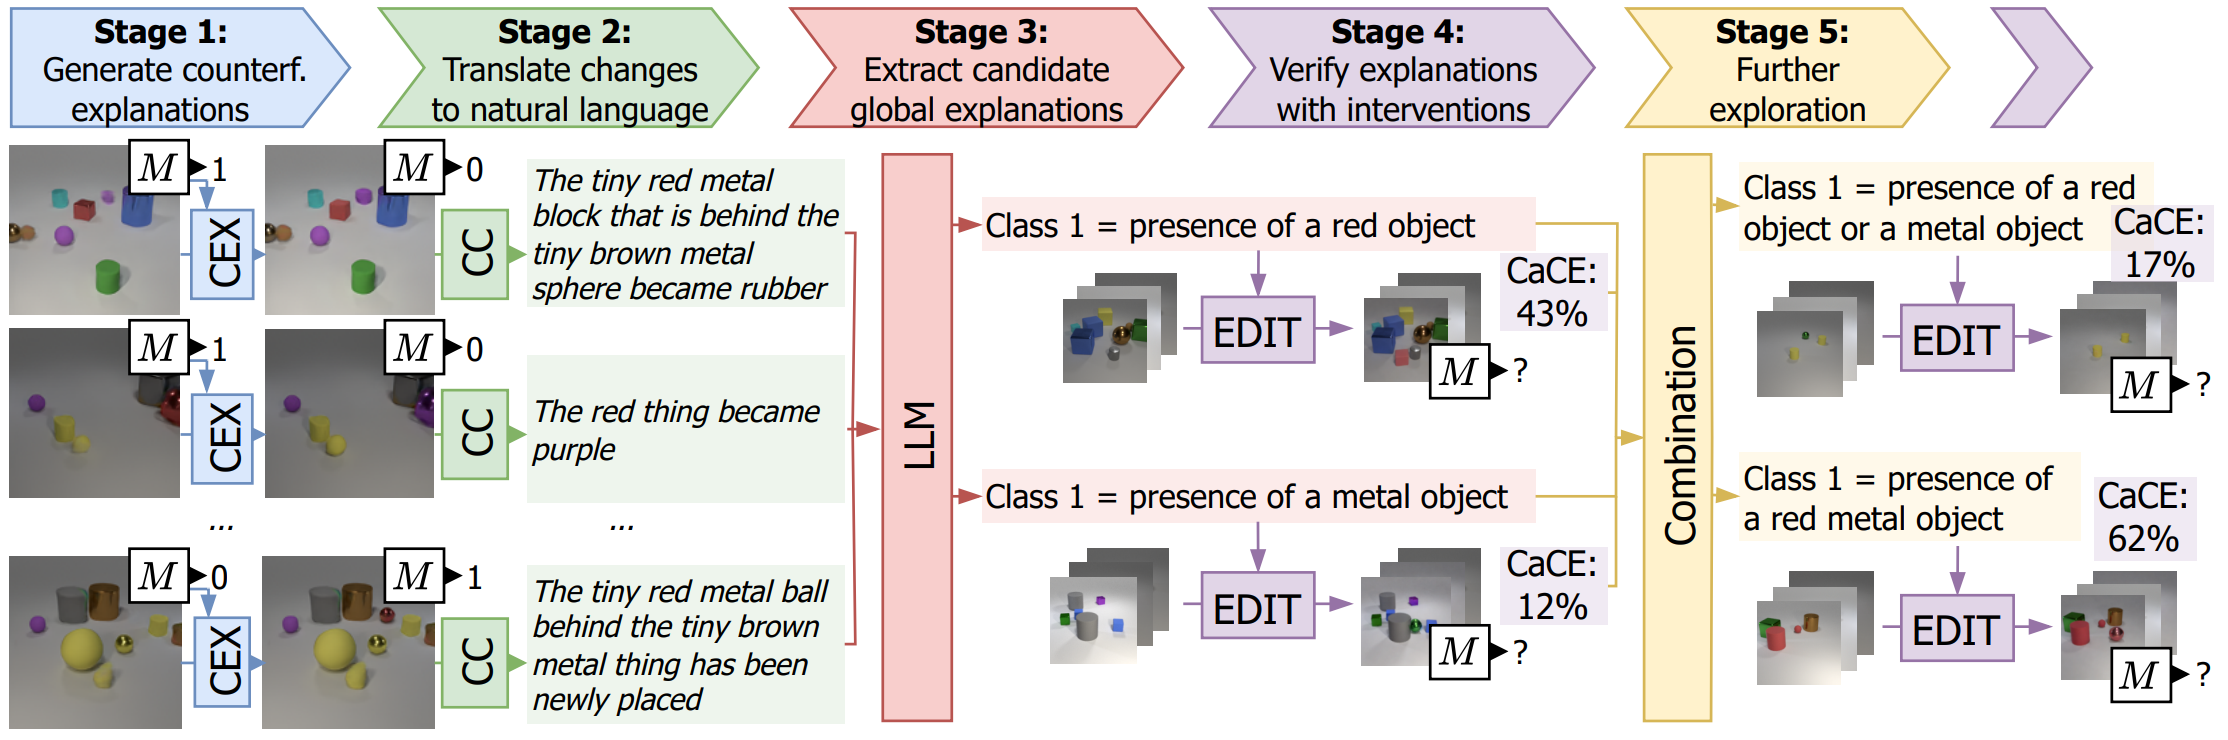 Stage 1:
Generate counterf.
explanations
Stage 2:
Translate changes
to natural language
Stage 3:
Extract candidate
global explanations
Stage 4:
Verify explanations
with interventions
Stage 5:
Further
exploration
M 1
CEX
M 0
CC
The tiny red metal
block that is behind the
tiny brown metal
sphere became rubber
M 1
CEX
M 0
CC
The red thing became
purple
...
...
M 0
CEX
M 1
CC
The tiny red metal ball
behind the tiny brown
metal thing has been
newly placed
LLM
Class 1 = presence of a red object
EDIT
CaCE:
43%
M ?
Class 1 = presence of a metal object
EDIT
CaCE:
12%
M ?
Combination
Class 1 = presence of a red
object or a metal object
CaCE:
17%
EDIT
M ?
Class 1 = presence of
a red metal object
CaCE:
62%
EDIT
M ?